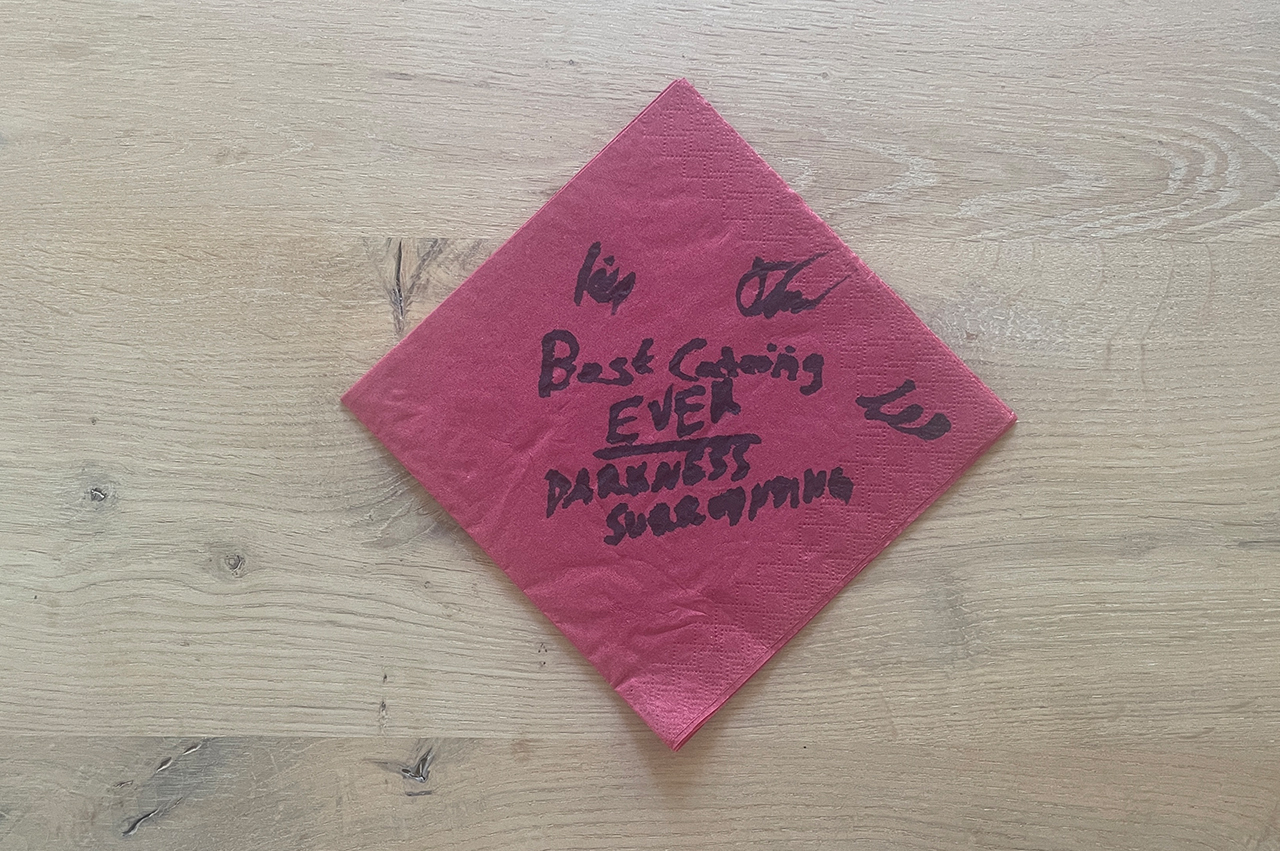 Best Catering
EVER
DARKNESS
SURROUNDING